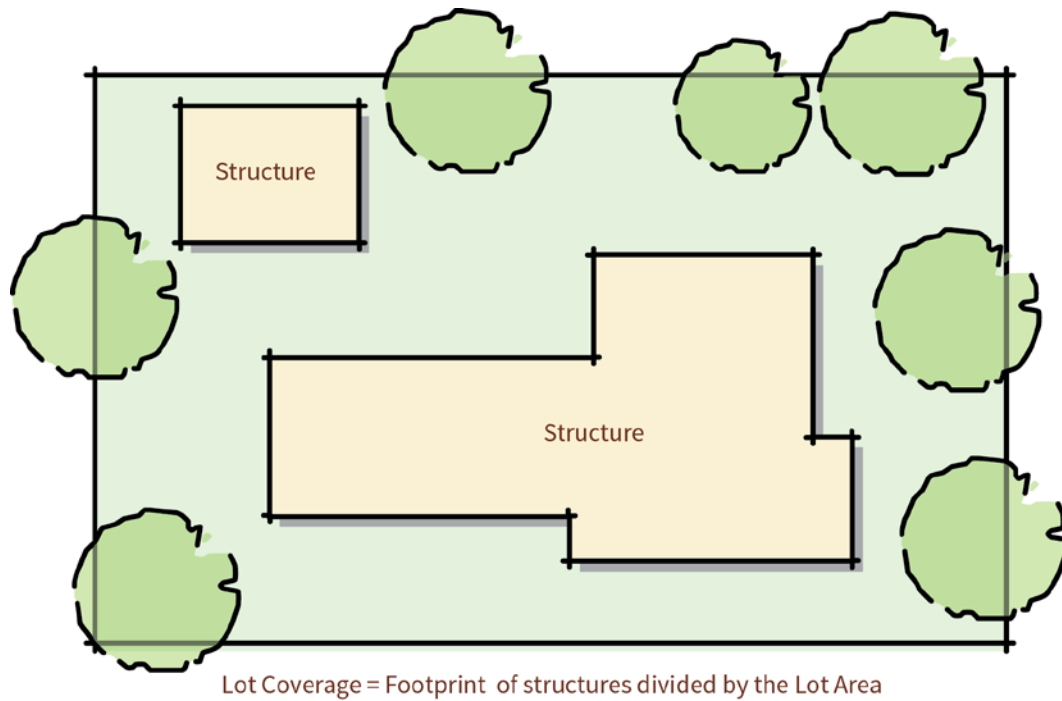 Structure
Structure
Lot Coverage = Footprint of structures divided by the Lot Area